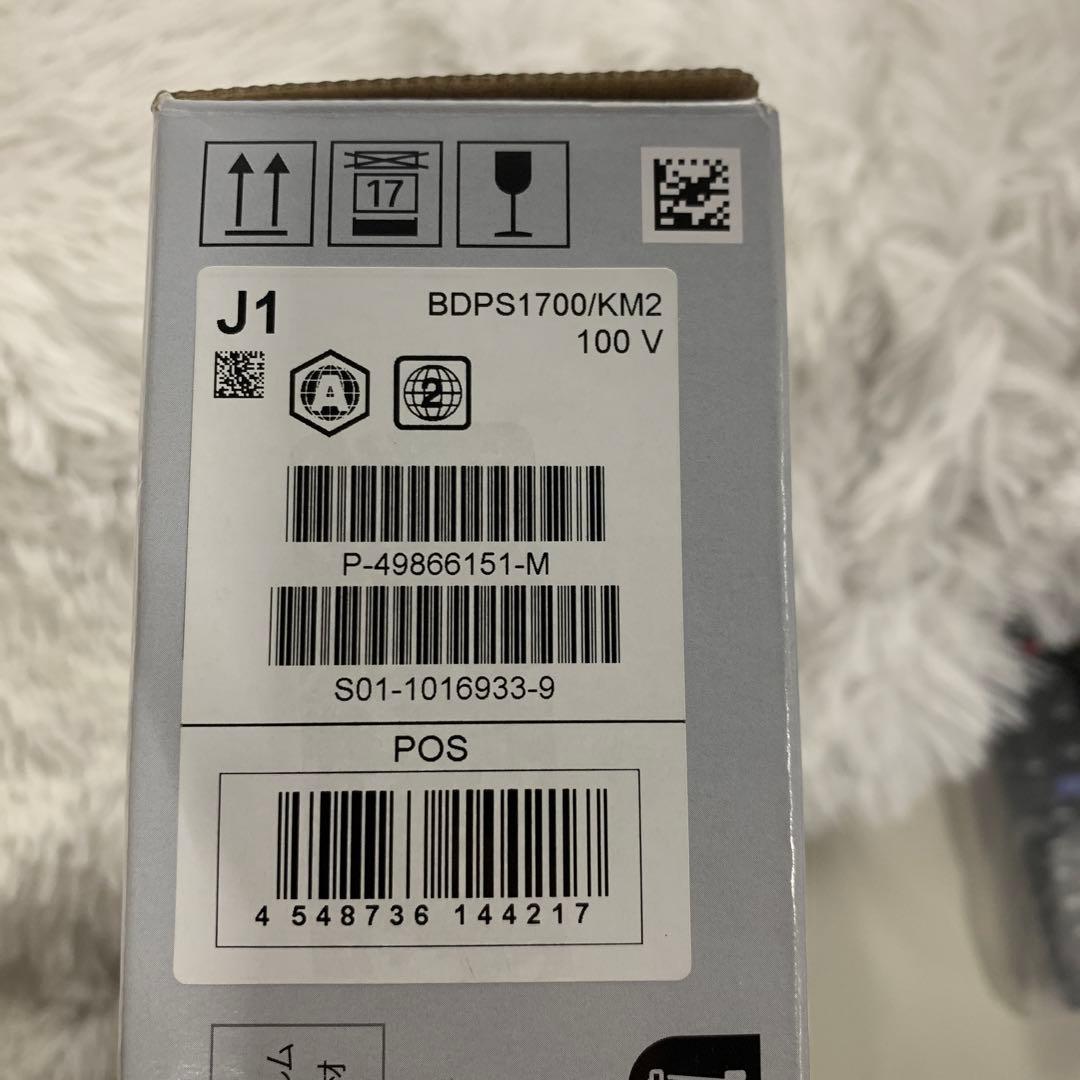 17
J1
BDPS1700/KM2
100 V
A
2
P-49866151-M
S01-1016933-9
POS
4 548736 144217